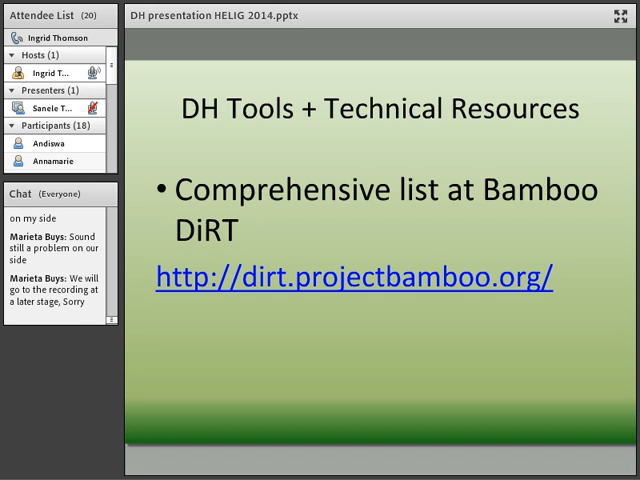 Attendee List (20)
Ingrid Thomson
Hosts (1)
Ingrid T...
Presenters (1)
Sanele T...
Participants (18)
Andiswa
Annamarie
Chat (Everyone)
on my side
Marieta Buys: Sound
still a problem on our
side
Marieta Buys: We will
go to the recording at
a later stage, Sorry
DH presentation HELIG 2014.pptx
DH Tools + Technical Resources
• Comprehensive list at Bamboo
DiRT
http://dirt.projectbamboo.org/